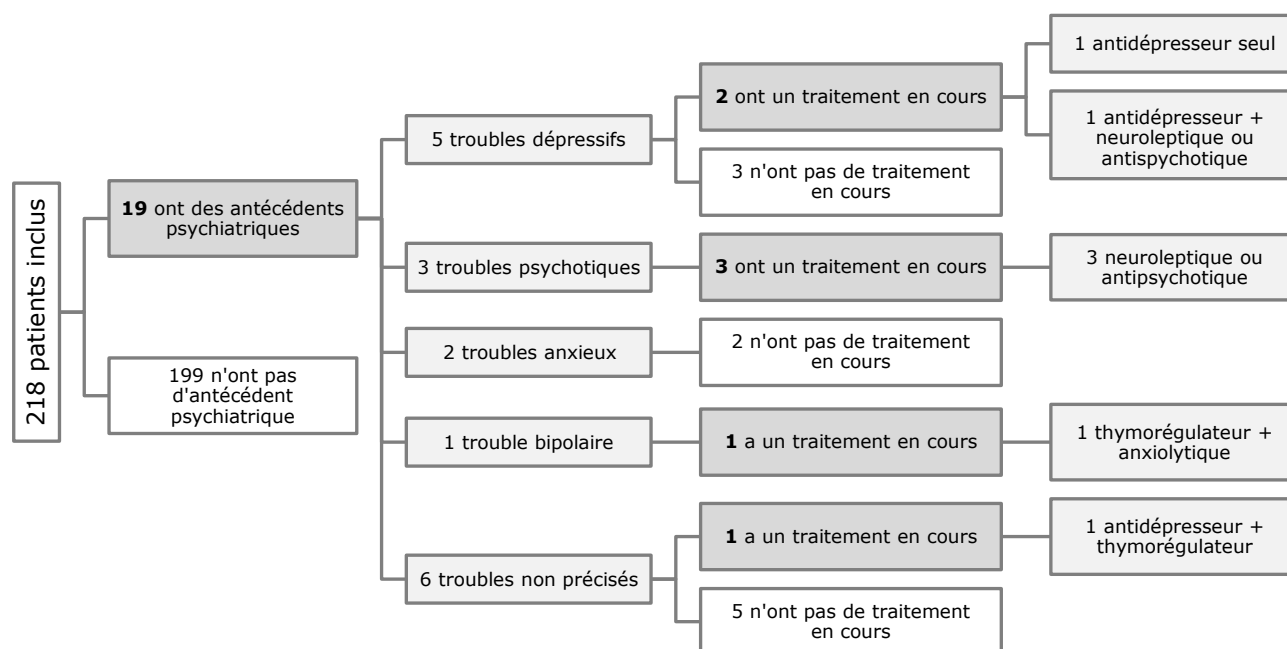 218 patients inclus
19 ont des antécédents
psychiatriques
199 n'ont pas
d'antécédent
psychiatrique
5 troubles dépressifs
2 ont un traitement en cours
1 antidépresseur seul
1 antidépresseur +
neuroleptique ou
antispychotique
3 n'ont pas de traitement
en cours
3 troubles psychotiques
3 ont un traitement en cours
3 neuroleptique ou
antipsychotique
2 troubles anxieux
2 n'ont pas de traitement
en cours
1 trouble bipolaire
1 a un traitement en cours
1 thymorégulateur +
anxiolytique
6 troubles non précisés
1 a un traitement en cours
1 antidépresseur +
thymorégulateur
5 n'ont pas de traitement
en cours